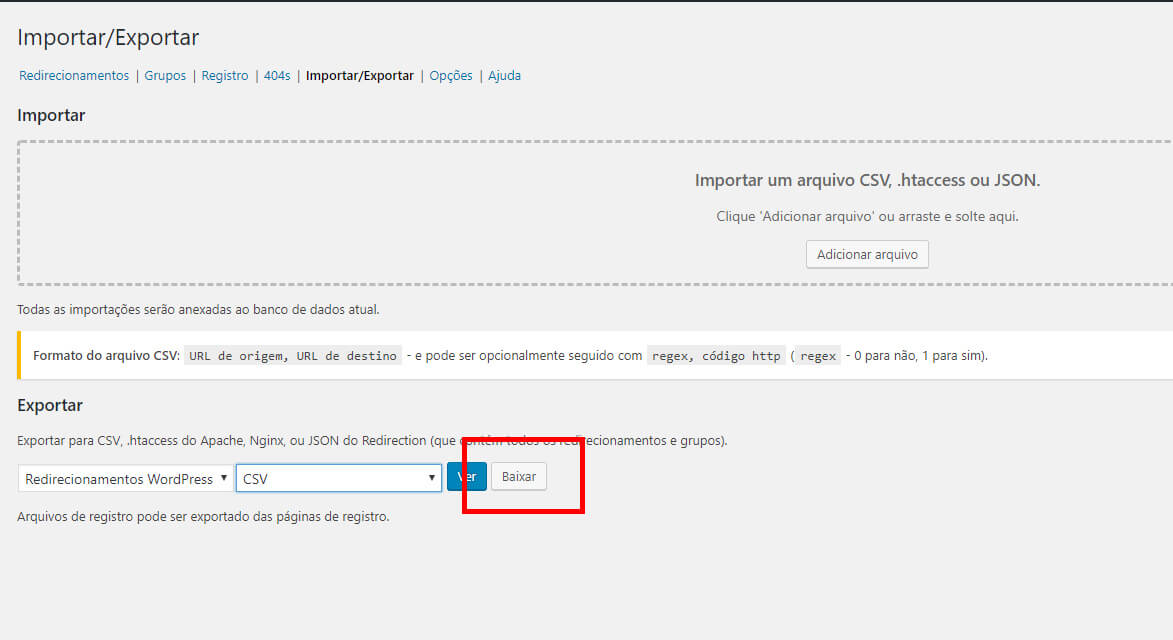 Importar/Exportar
Redirecionamentos | Grupos | Registro | 404s | Importar/Exportar | Opções | Ajuda
Importar
Importar um arquivo CSV, .htaccess ou JSON.
Clique 'Adicionar arquivo' ou arraste e solte aqui.
Adicionar arquivo
Todas as importações serão anexadas ao banco de dados atual.
Formato do arquivo CSV: URL de origem, URL de destino - e pode ser opcionalmente seguido com regex, código http ( regex - 0 para não, 1 para sim).
Exportar
Exportar para CSV, .htaccess do Apache, Nginx, ou JSON do Redirection (que contém todos os redirecionamentos e grupos).
Redirecionamentos WordPress CSV Ver Baixar
Arquivos de registro pode ser exportado das páginas de registro.